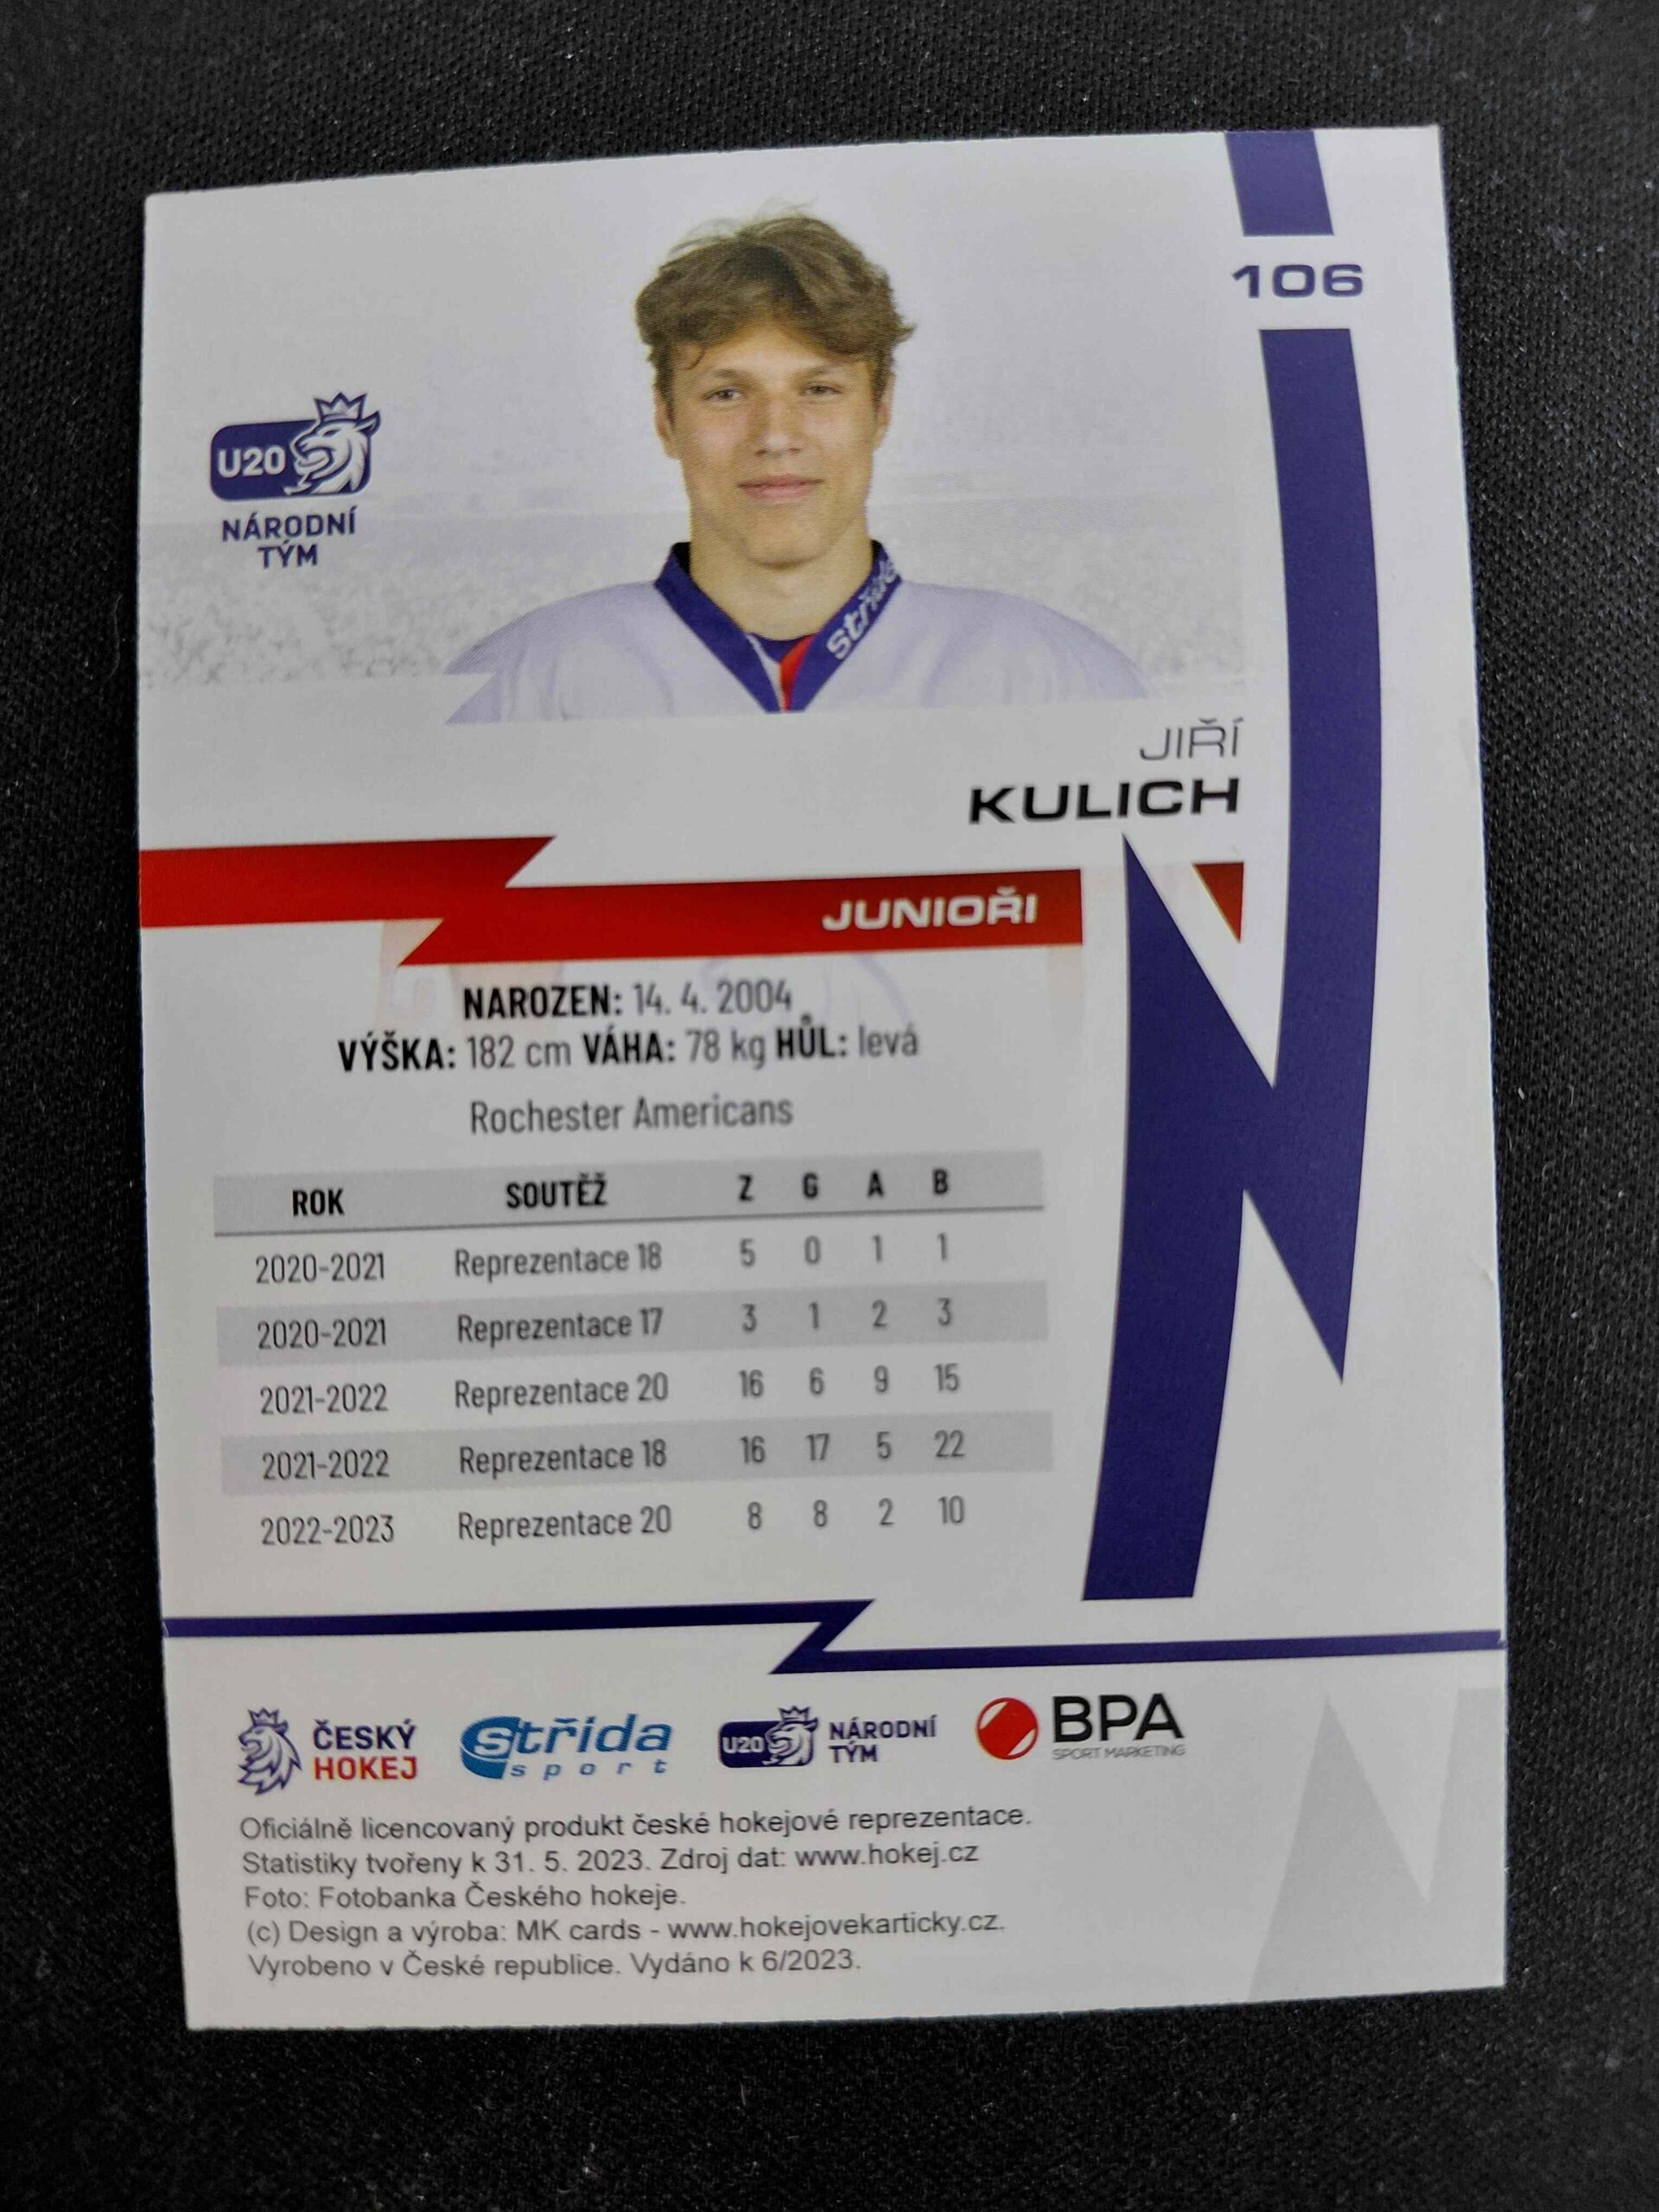 106
U20
NÁRODNÍ
TÝM
střída
JIŘÍ
KULICH
JUNIOŘI
NAROZEN: 14. 4. 2004
VÝŠKA: 182 cm VÁHA: 78 kg HŮL: levá
Rochester Americans
ROK SOUTĚŽ Z G A B
2020-2021 Reprezentace 18 5 0 1 1
2020-2021 Reprezentace 17 3 1 2 3
2021-2022 Reprezentace 20 16 6 9 15
2021-2022 Reprezentace 18 16 17 5 22
2022-2023 Reprezentace 20 8 8 2 10
ČESKÝ
HOKEJ
střída
sport
U20
NÁRODNÍ
TÝM
BPA
SPORT MARKETING
Oficiálně licencovaný produkt české hokejové reprezentace.
Statistiky tvořeny k 31. 5. 2023. Zdroj dat: www.hokej.cz
Foto: Fotobanka Českého hokeje.
(c) Design a výroba: MK cards - www.hokejovekarticky.cz.
Vyrobeno v České republice. Vydáno k 6/2023.